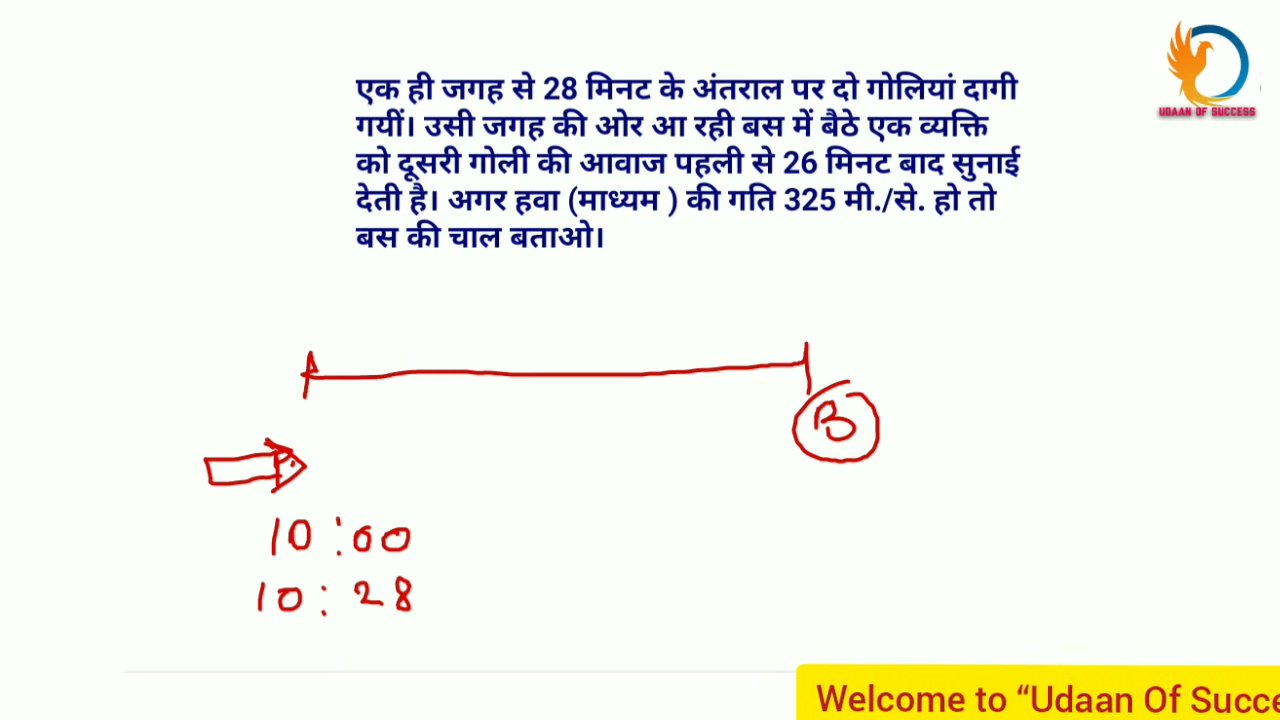 UDAAN OF SUCCESS
एक ही जगह से 28 मिनट के अंतराल पर दो गोलियां दागी
गयीं। उसी जगह की ओर आ रही बस में बैठे एक व्यक्ति
को दूसरी गोली की आवाज पहली से 26 मिनट बाद सुनाई
देती है। अगर हवा (माध्यम ) की गति 325 मी./से. हो तो
बस की चाल बताओ।
B
10:00
10:28
Welcome to “Udaan Of Succe